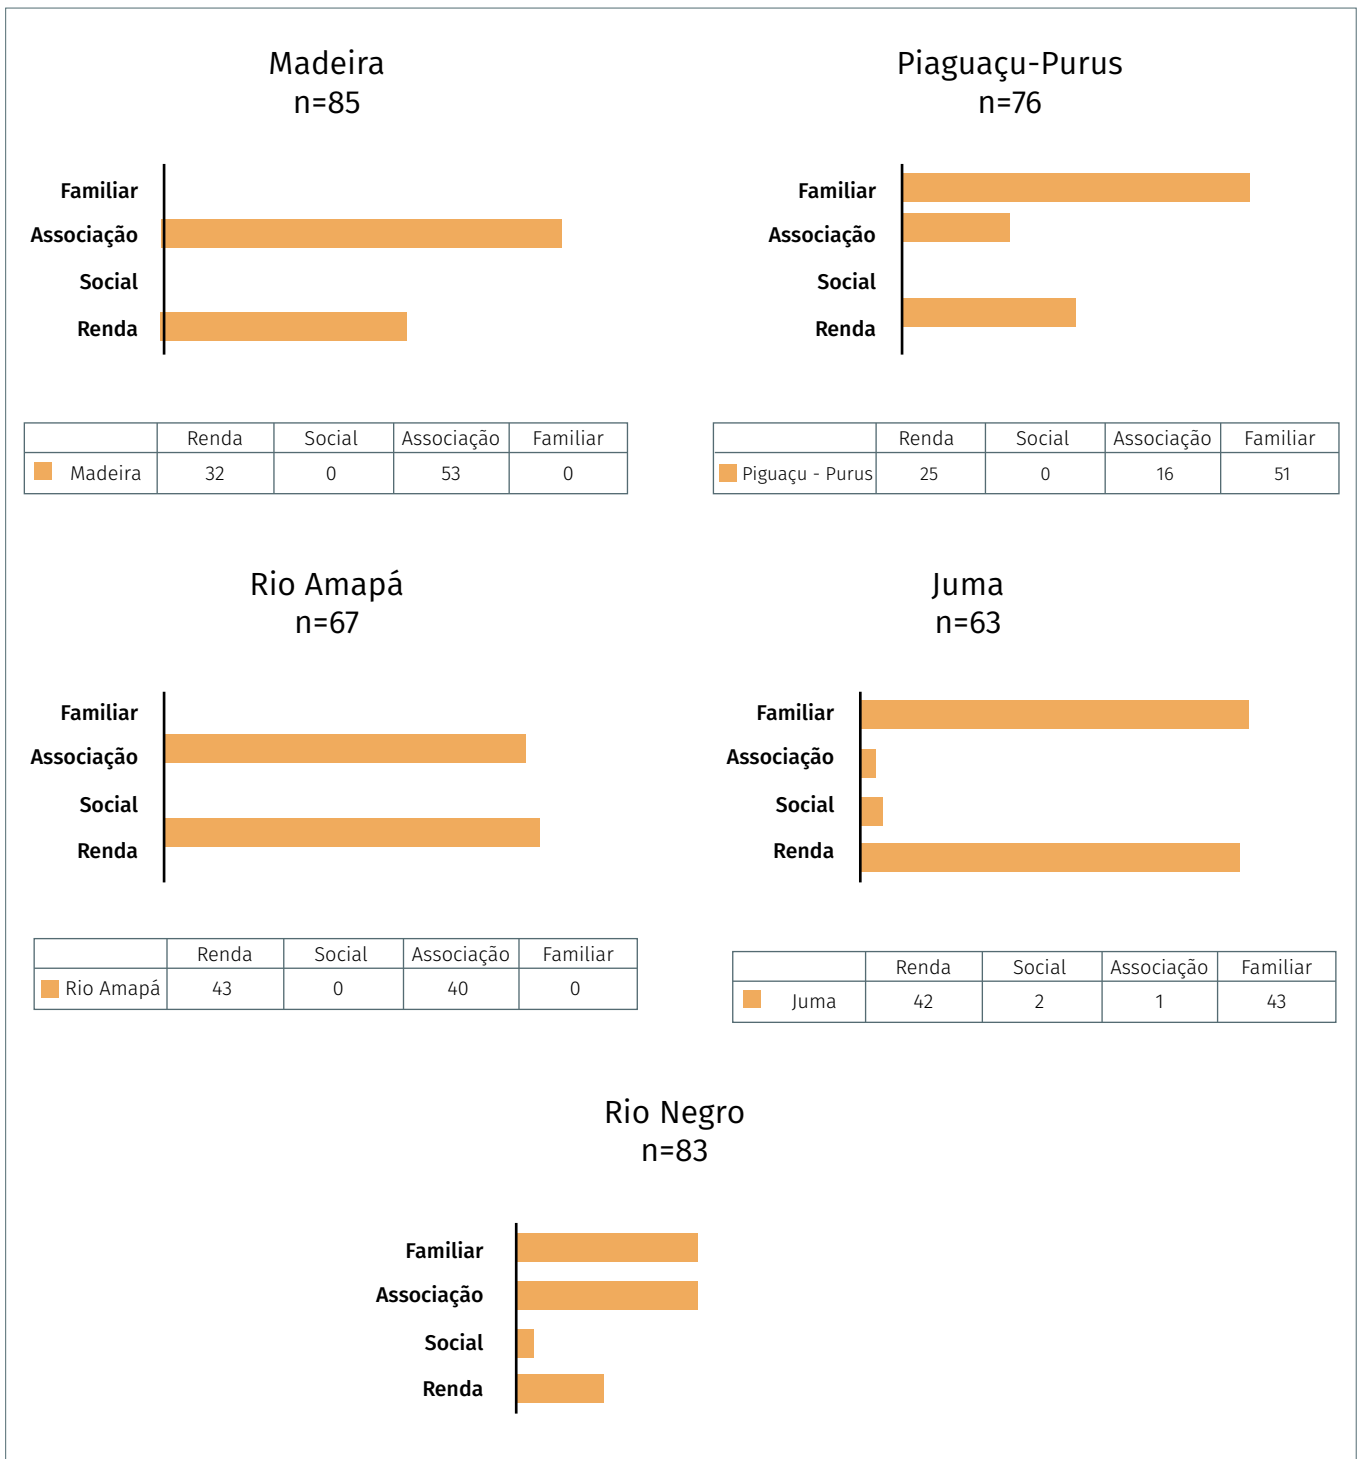 Madeira
n=85
Familiar
Associação
Social
Renda
Renda Social Associação Familiar
Madeira 32 0 53 0
Piaguaçu-Purus
n=76
Familiar
Associação
Social
Renda
Renda Social Associação Familiar
Piguaçu - Purus 25 0 16 51
Rio Amapá
n=67
Familiar
Associação
Social
Renda
Renda Social Associação Familiar
Rio Amapá 43 0 40 0
Juma
n=63
Familiar
Associação
Social
Renda
Renda Social Associação Familiar
Juma 42 2 1 43
Rio Negro
n=83
Familiar
Associação
Social
Renda